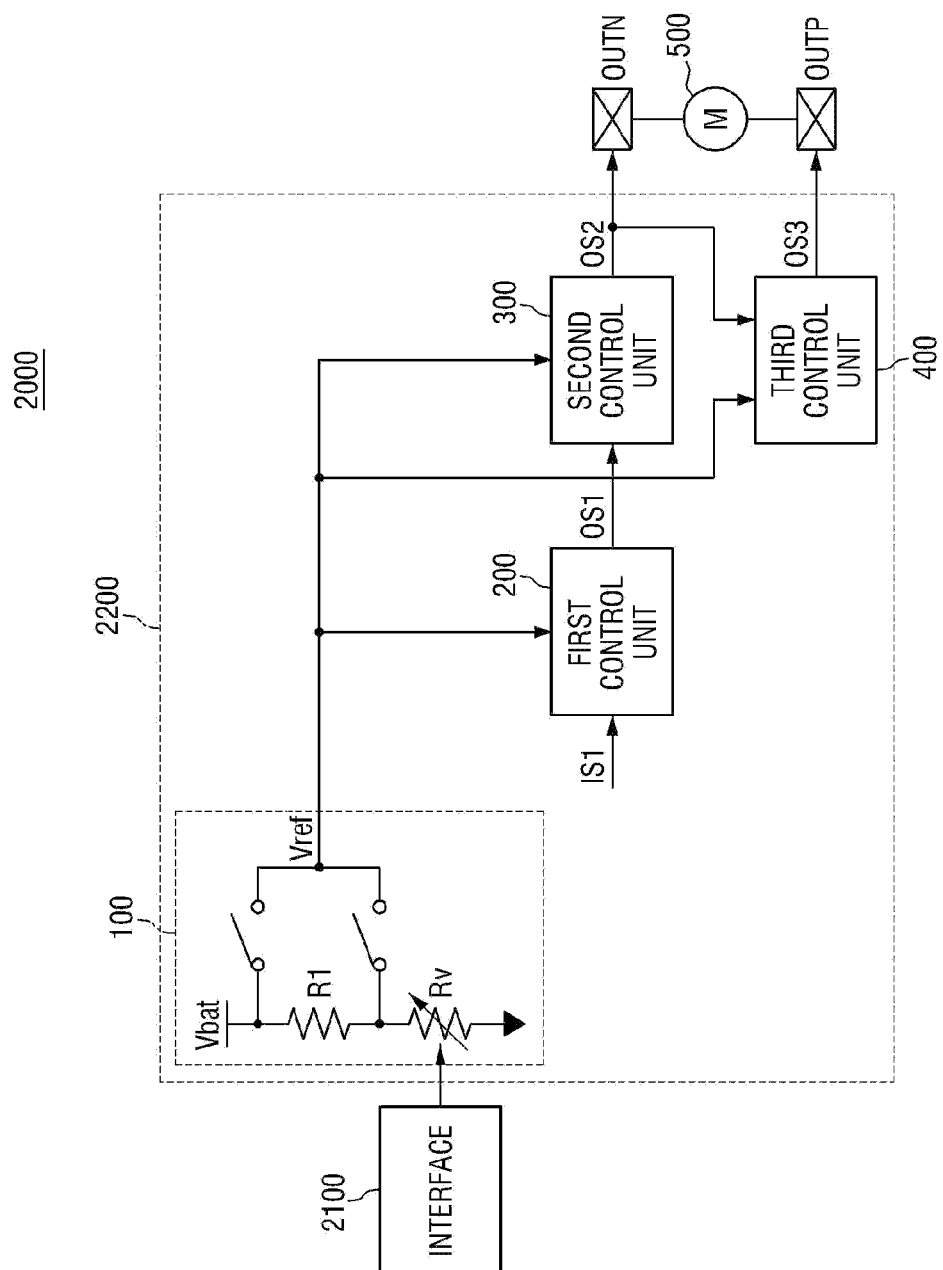 2000
2200
100
Vbat
Vref
R1
Rv
2100
INTERFACE
IS1
200
FIRST
CONTROL
UNIT
OS1
300
SECOND
CONTROL
UNIT
OS2
THIRD
CONTROL
UNIT
400
OS3
OUTN
500
M
OUTP